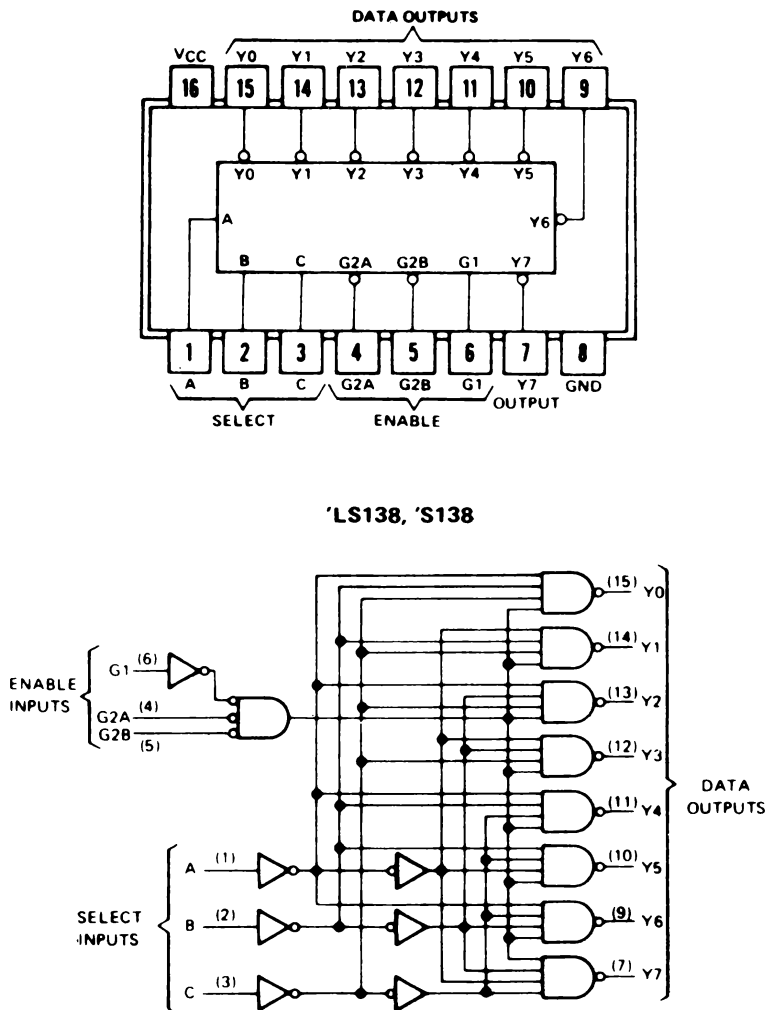 DATA OUTPUTS
VCC Y0 Y1 Y2 Y3 Y4 Y5 Y6
16 15 14 13 12 11 10 9
Y0 Y1 Y2 Y3 Y4 Y5
A Y6
B C G2A G2B G1 Y7
1 2 3 4 5 6 7 8
A B C G2A G2B G1 Y7 GND
OUTPUT
SELECT ENABLE
'LS138, 'S138
(15) Y0
(14) Y1
G1 (6)
ENABLE
INPUTS
(13) Y2
G2A (4)
G2B (5)
(12) Y3
DATA
OUTPUTS
(11) Y4
A (1)
(10) Y5
SELECT
INPUTS
B (2)
(9) Y6
C (3)
(7) Y7